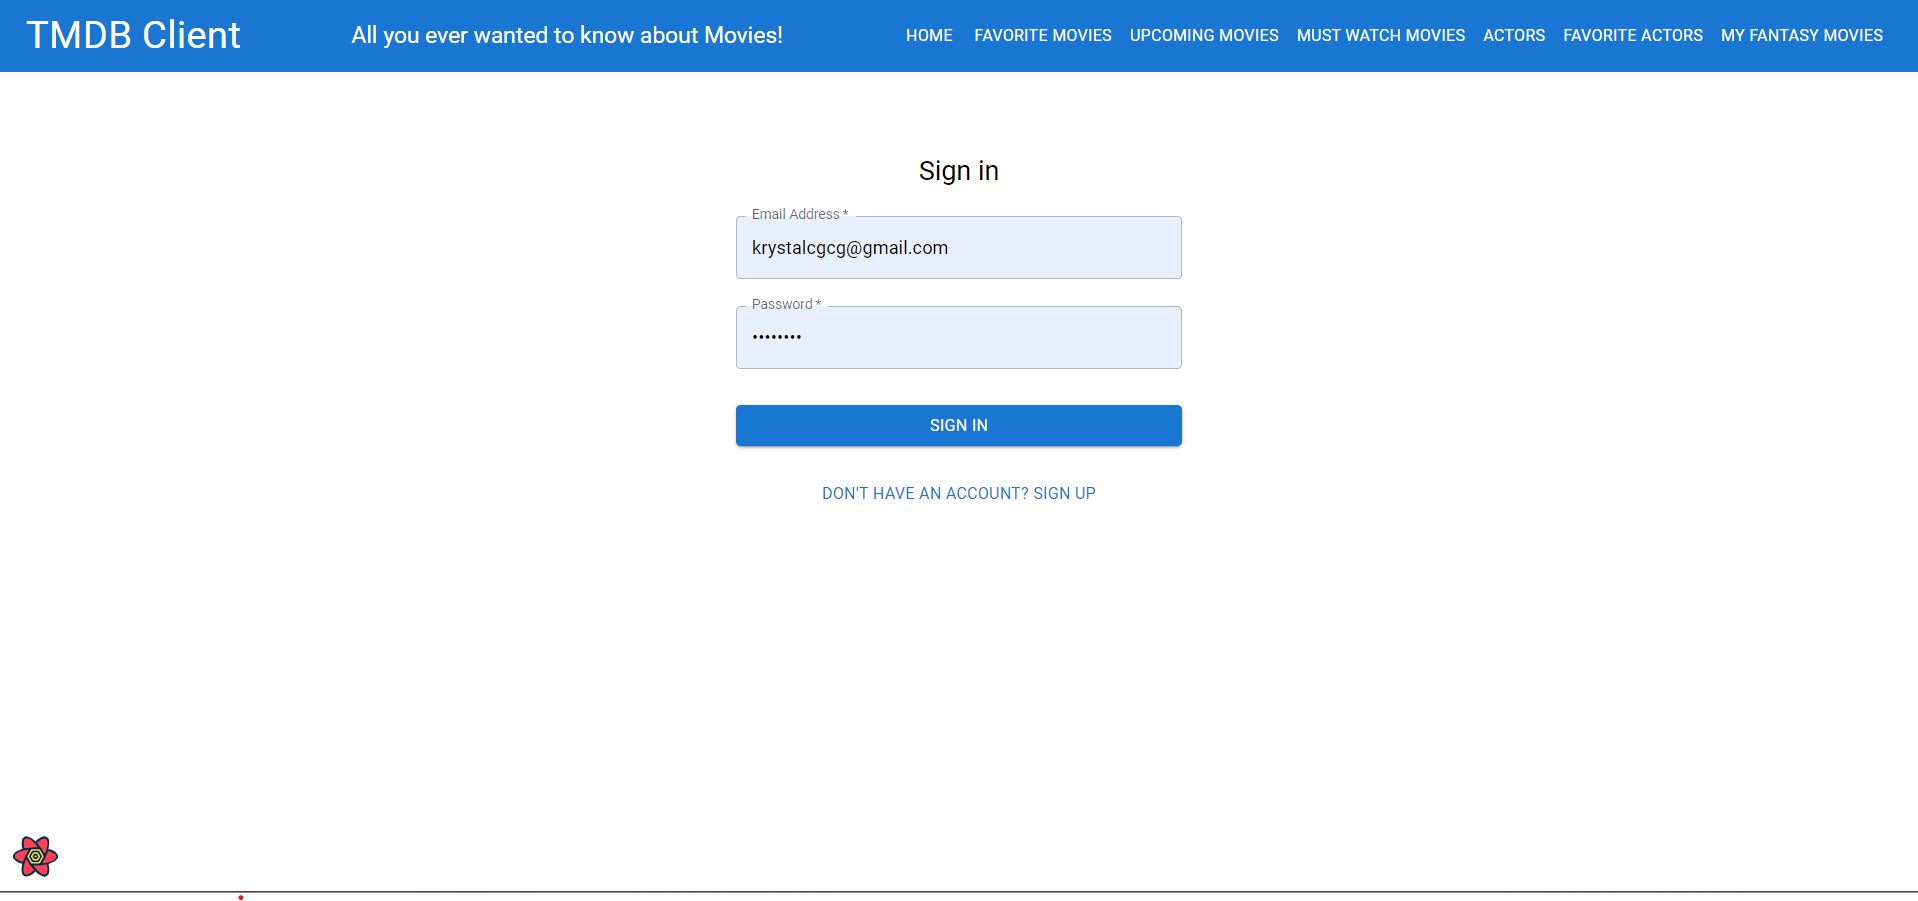 TMDB Client
All you ever wanted to know about Movies!
HOME FAVORITE MOVIES UPCOMING MOVIES MUST WATCH MOVIES ACTORS FAVORITE ACTORS MY FANTASY MOVIES
Sign in
Email Address *
krystalcgcg@gmail.com
Password *
••••••••
SIGN IN
DON'T HAVE AN ACCOUNT? SIGN UP